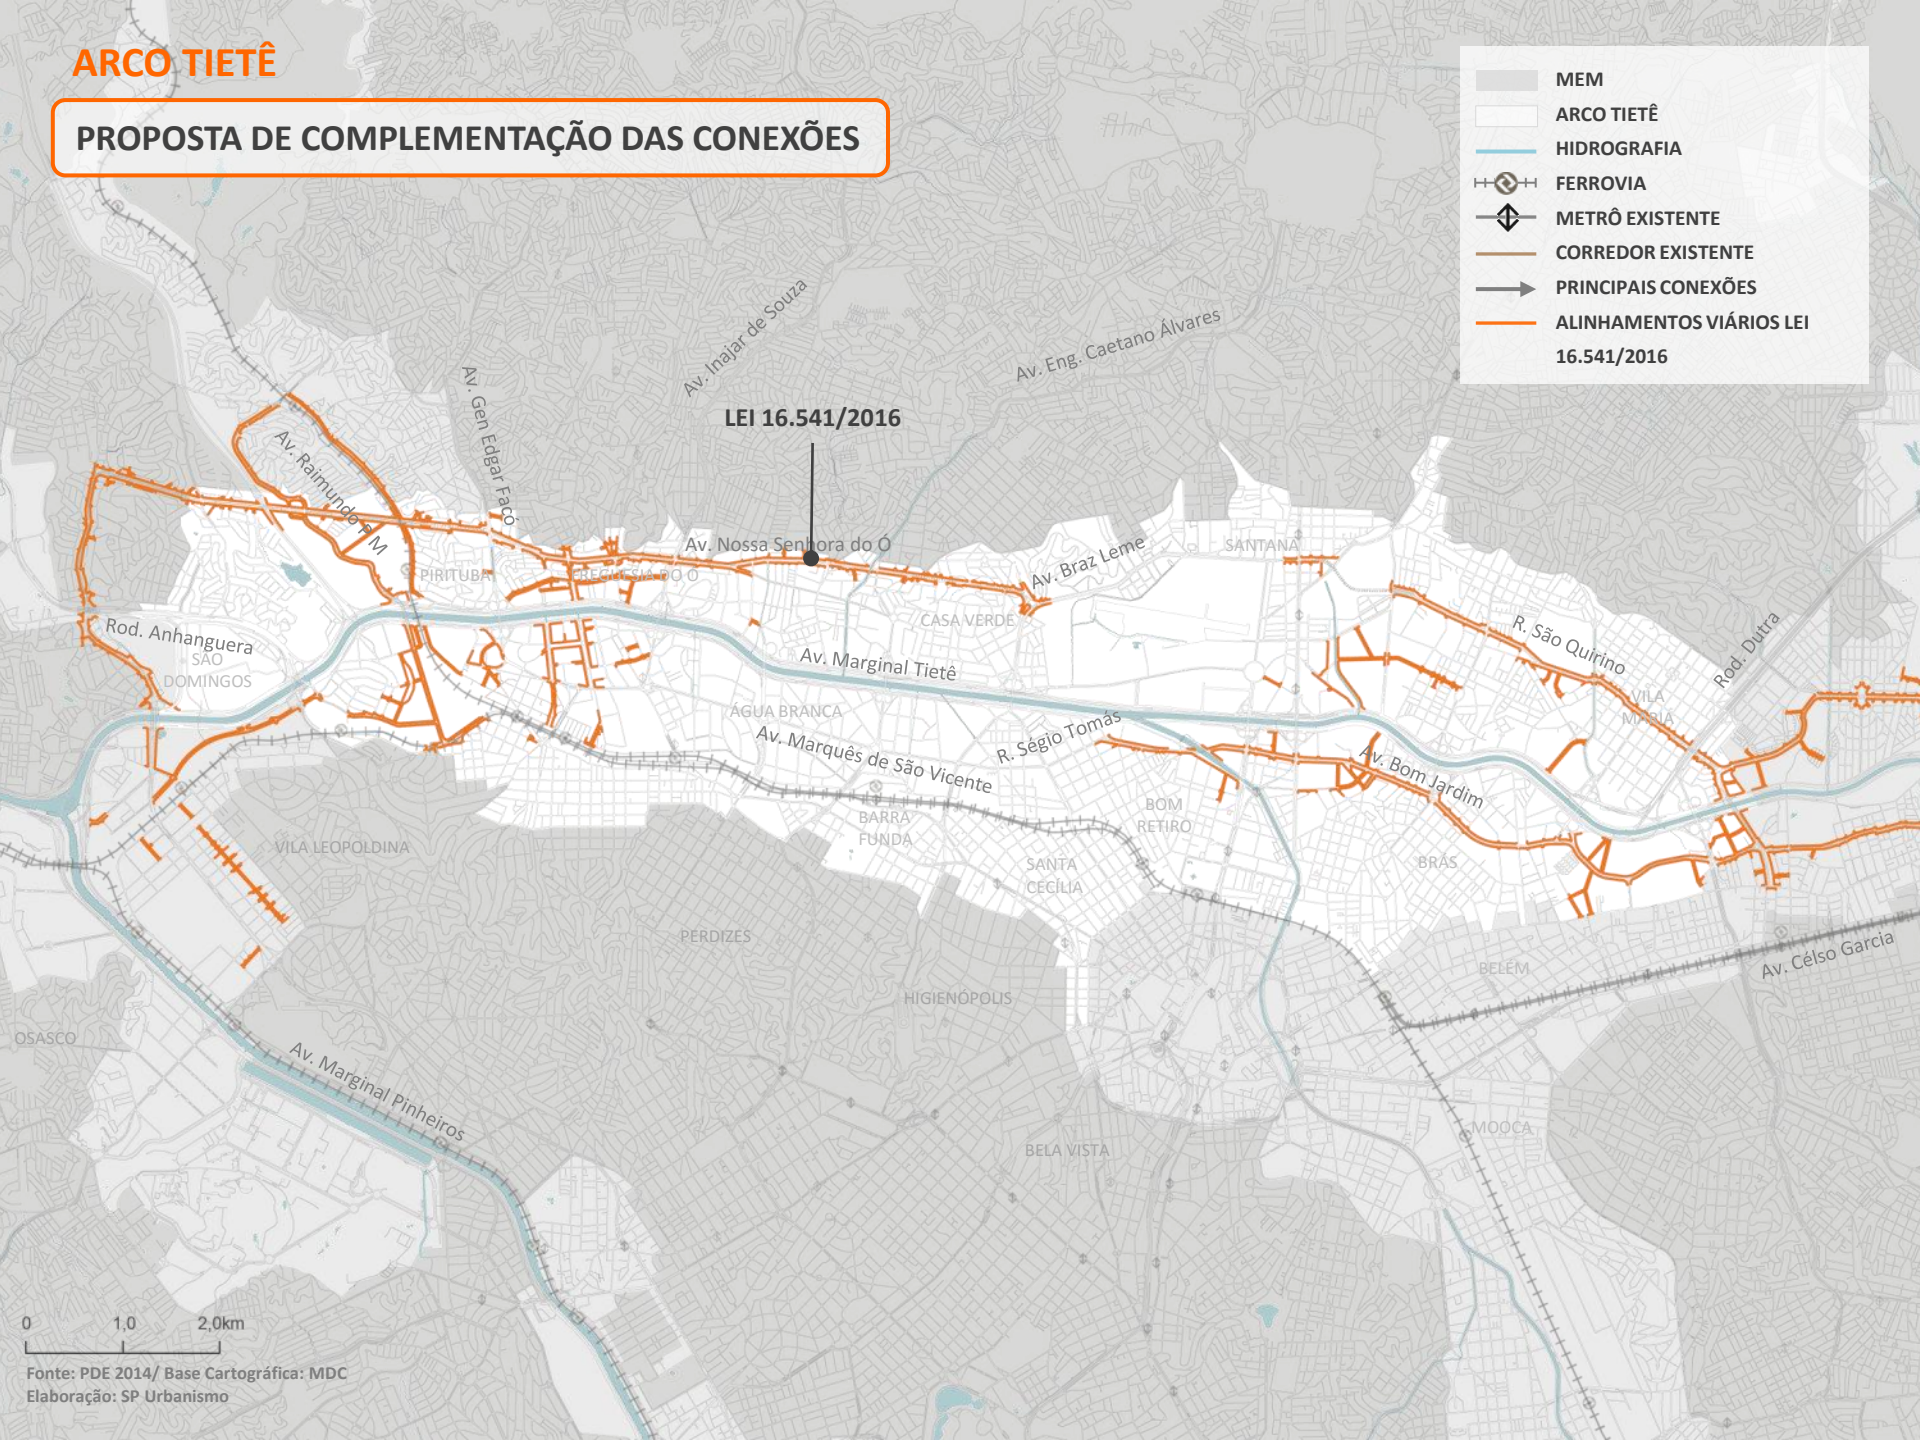 ARCO TIETÊ
PROPOSTA DE COMPLEMENTAÇÃO DAS CONEXÕES
MEM
ARCO TIETÊ
HIDROGRAFIA
FERROVIA
METRÔ EXISTENTE
CORREDOR EXISTENTE
PRINCIPAIS CONEXÕES
ALINHAMENTOS VIÁRIOS LEI
16.541/2016
Av. Inajar de Souza
Av. Eng. Caetano Álvares
Av. Gen Edgar Facó
LEI 16.541/2016
Av. Raimundo P M
Av. Nossa Senhora do Ó
Av. Braz Leme
SANTANA
PIRITUBA
FREGUESIA DO O
CASA VERDE
R. São Quirino
Rod. Dutra
Rod. Anhanguera
SÃO
DOMINGOS
Av. Marginal Tietê
VILA
MARIA
ÁGUA BRANCA
R. Ségio Tomás
Av. Marquês de São Vicente
Av. Bom Jardim
BOM
RETIRO
BARRA
FUNDA
VILA LEOPOLDINA
SANTA
CECÍLIA
BRÁS
PERDIZES
Av. Célso Garcia
BELÉM
HIGIENÓPOLIS
OSASCO
Av. Marginal Pinheiros
MOOCA
BELA VISTA
0 1,0 2,0km
Fonte: PDE 2014/ Base Cartográfica: MDC
Elaboração: SP Urbanismo